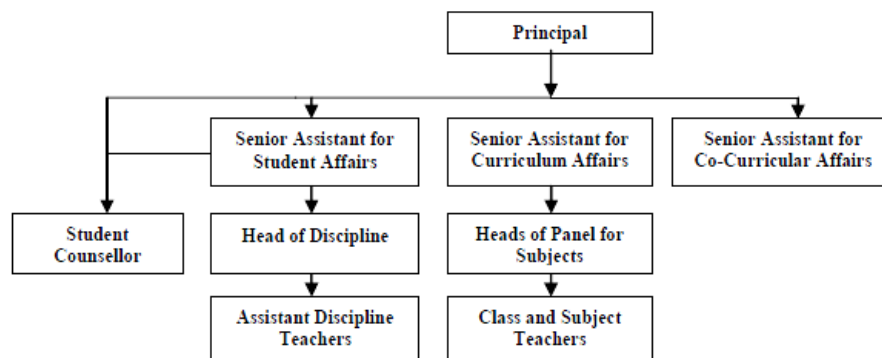 Principal
Senior Assistant for
Student Affairs
Senior Assistant for
Curriculum Affairs
Senior Assistant for
Co-Curricular Affairs
Student
Counsellor
Head of Discipline
Heads of Panel for
Subjects
Assistant Discipline
Teachers
Class and Subject
Teachers